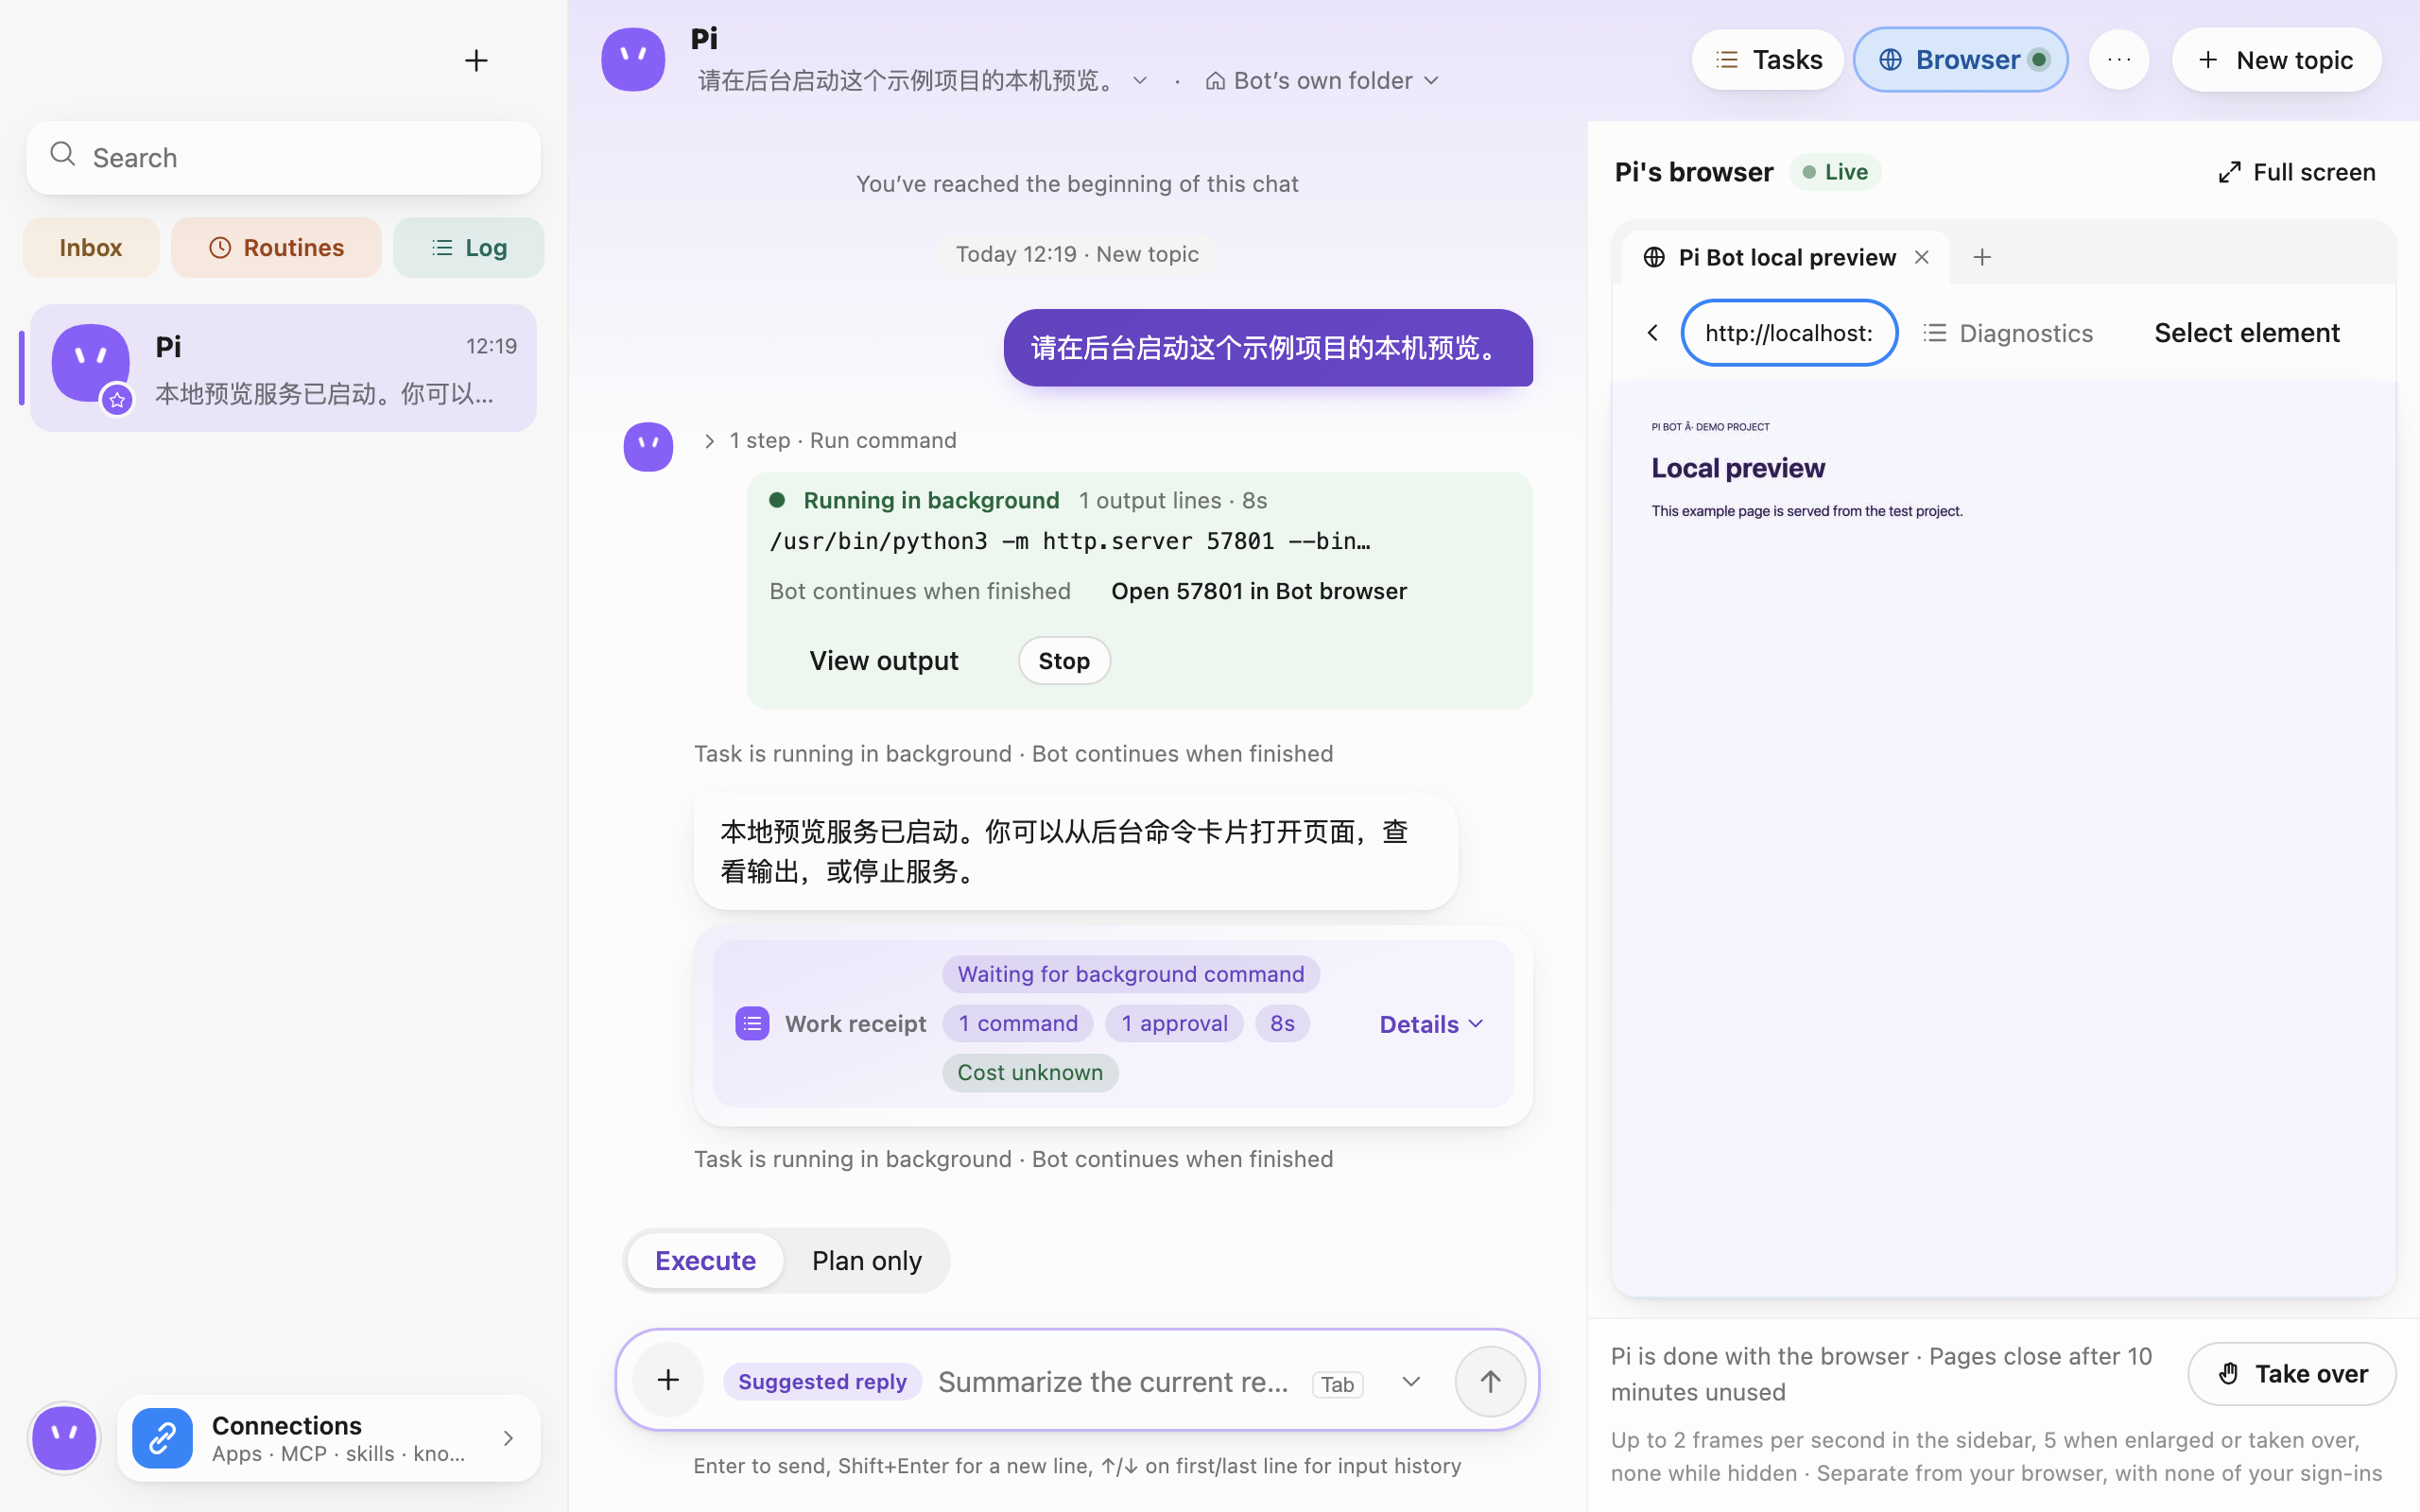 Search
Inbox
Routines
Log
Pi
12:19
本地预览服务已启动。你可以...
Connections
Apps · MCP · skills · kno...
Pi
请在后台启动这个示例项目的本机预览。
· Bot's own folder
Tasks
Browser
···
New topic
You've reached the beginning of this chat
Today 12:19 · New topic
请在后台启动这个示例项目的本机预览。
1 step · Run command
Running in background 1 output lines · 8s
/usr/bin/python3 -m http.server 57801 --bin…
Bot continues when finished Open 57801 in Bot browser
View output Stop
Task is running in background · Bot continues when finished
本地预览服务已启动。你可以从后台命令卡片打开页面，查
看输出，或停止服务。
Waiting for background command
Work receipt 1 command 1 approval 8s Details
Cost unknown
Task is running in background · Bot continues when finished
Execute Plan only
Suggested reply Summarize the current re... Tab
Enter to send, Shift+Enter for a new line, ↑/↓ on first/last line for input history
Pi's browser Live Full screen
Pi Bot local preview
http://localhost: Diagnostics Select element
PI BOT Â· DEMO PROJECT
Local preview
This example page is served from the test project.
Pi is done with the browser · Pages close after 10
minutes unused
Take over
Up to 2 frames per second in the sidebar, 5 when enlarged or taken over,
none while hidden · Separate from your browser, with none of your sign-ins